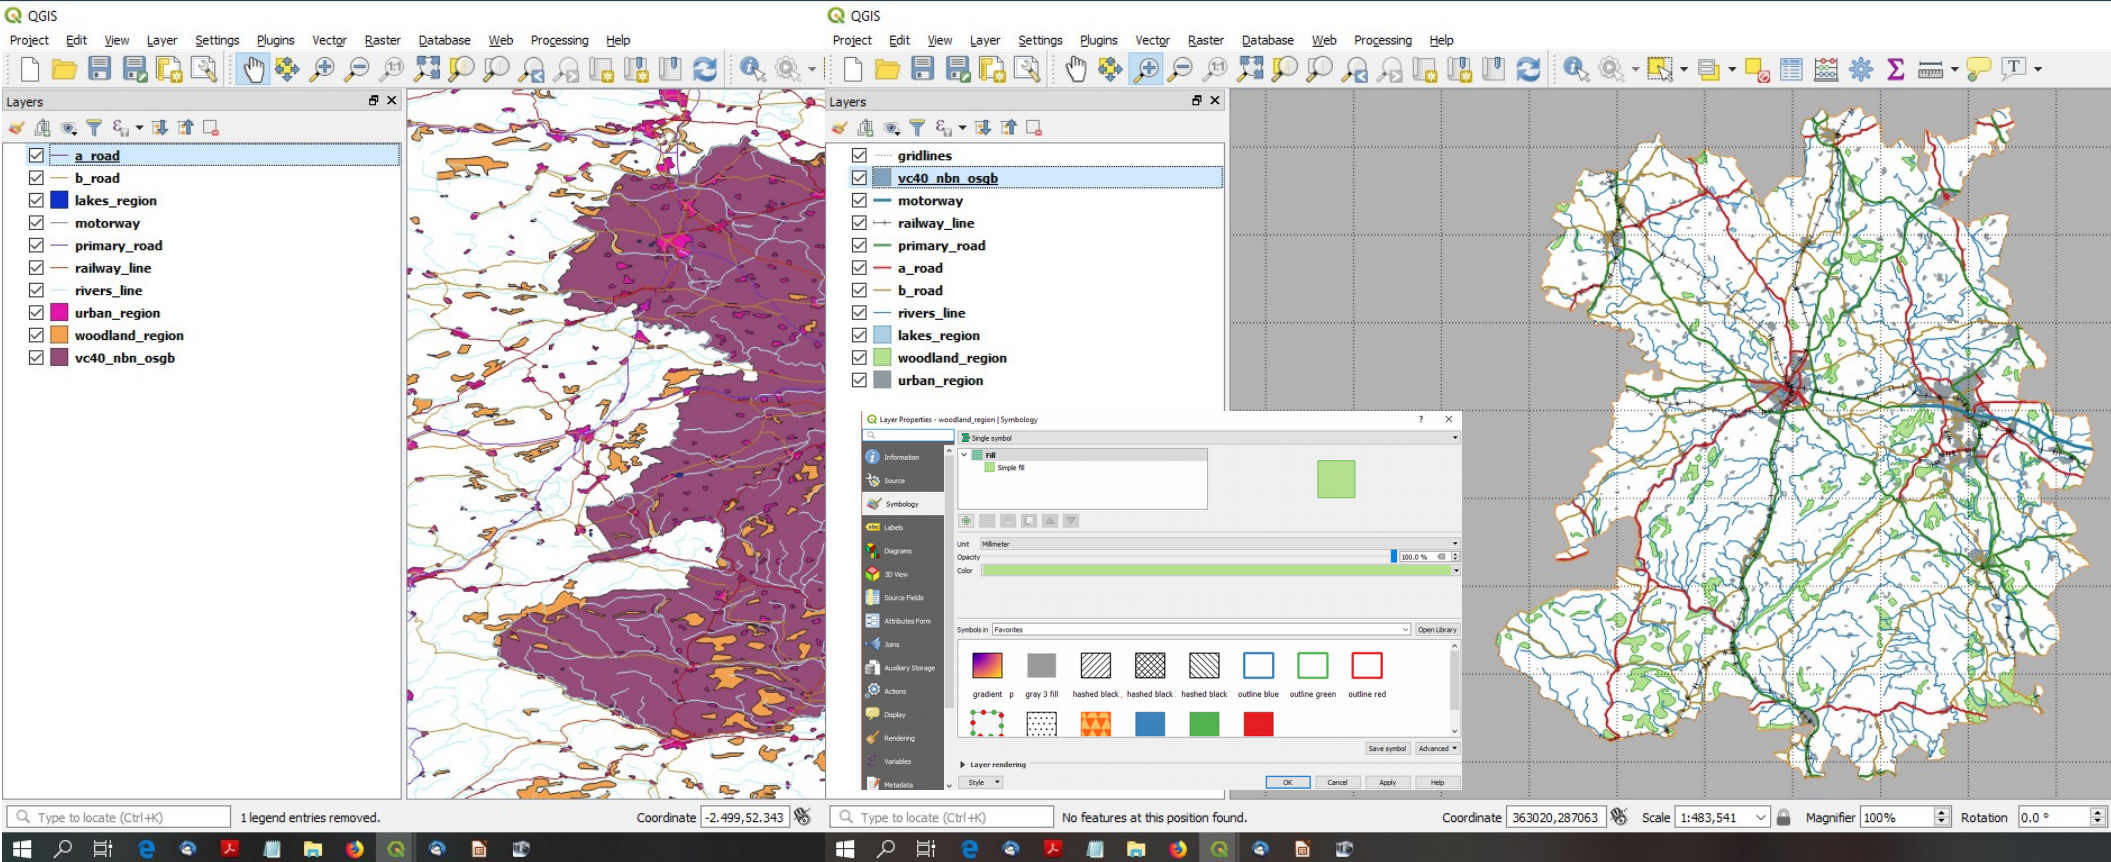 QGIS
Project Edit View Layer Settings Plugins Vector Raster Database Web Processing Help
Layers
a_road
b_road
lakes_region
motorway
primary_road
railway_line
rivers_line
urban_region
woodland_region
vc40_nbn_osgb
Type to locate (Ctrl+K) 1 legend entries removed. Coordinate -2.499,52.343
QGIS
Project Edit View Layer Settings Plugins Vector Raster Database Web Processing Help
Layers
gridlines
vc40_nbn_osgb
motorway
railway_line
primary_road
a_road
b_road
rivers_line
lakes_region
woodland_region
urban_region
Layer Properties - woodland_region | Symbology
Information
Source
Symbology
Labels
Diagrams
3D View
Source Fields
Attributes Form
Joins
Auxiliary Storage
Actions
Display
Rendering
Variables
Metadata
Single symbol
Fill
Simple fill
Unit Millimeter
Opacity 100.0 %
Color
Symbols in Favorites Open Library
gradient p gray 3 fill hashed black, hashed black hashed black outline blue outline green outline red
Save symbol Advanced
Layer rendering
Style OK Cancel Apply Help
Type to locate (Ctrl+K) No features at this position found. Coordinate 363020,287063 Scale 1:483,541 Magnifier 100% Rotation 0.0 °